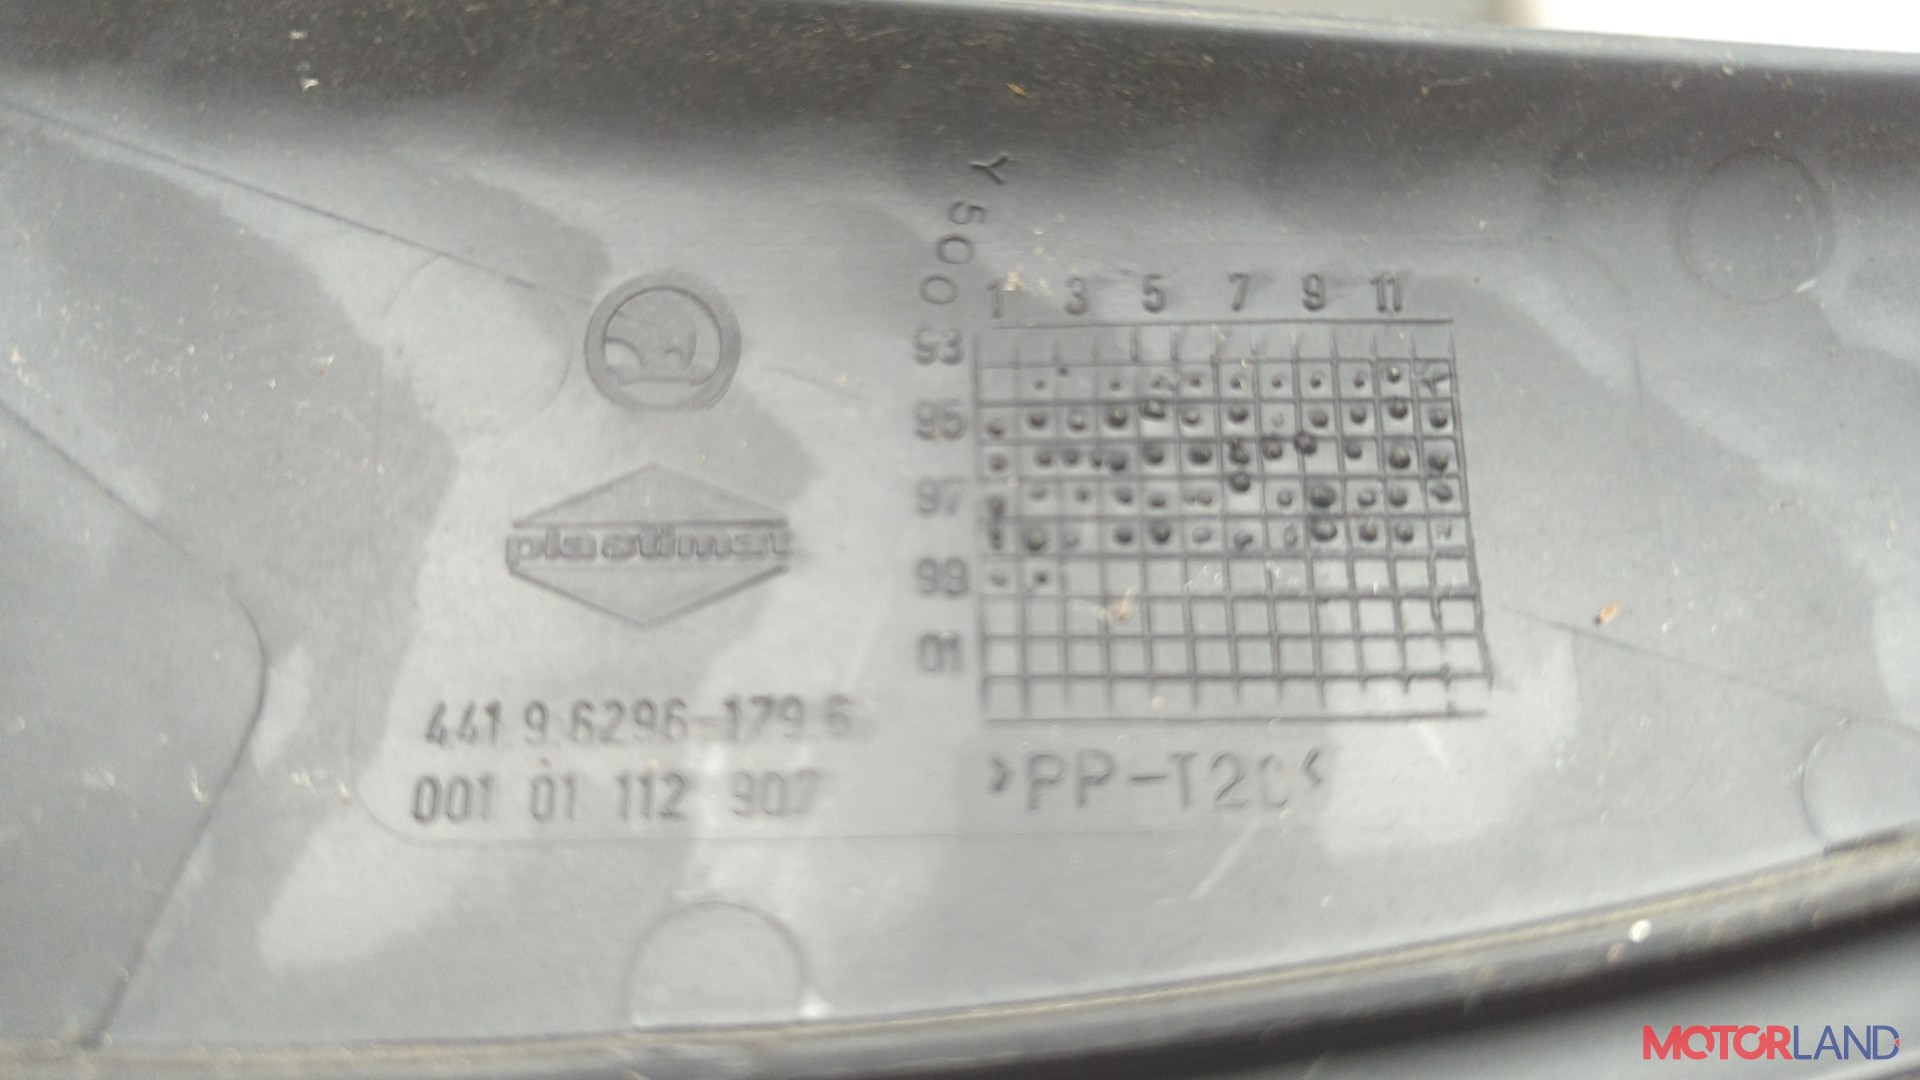 Y 500
1 3 5 7 9 11
93
95
97
99
01
plastimat
441 9.6296-179 6
001 01 112 907
>PP-T20<
MOTORLAND